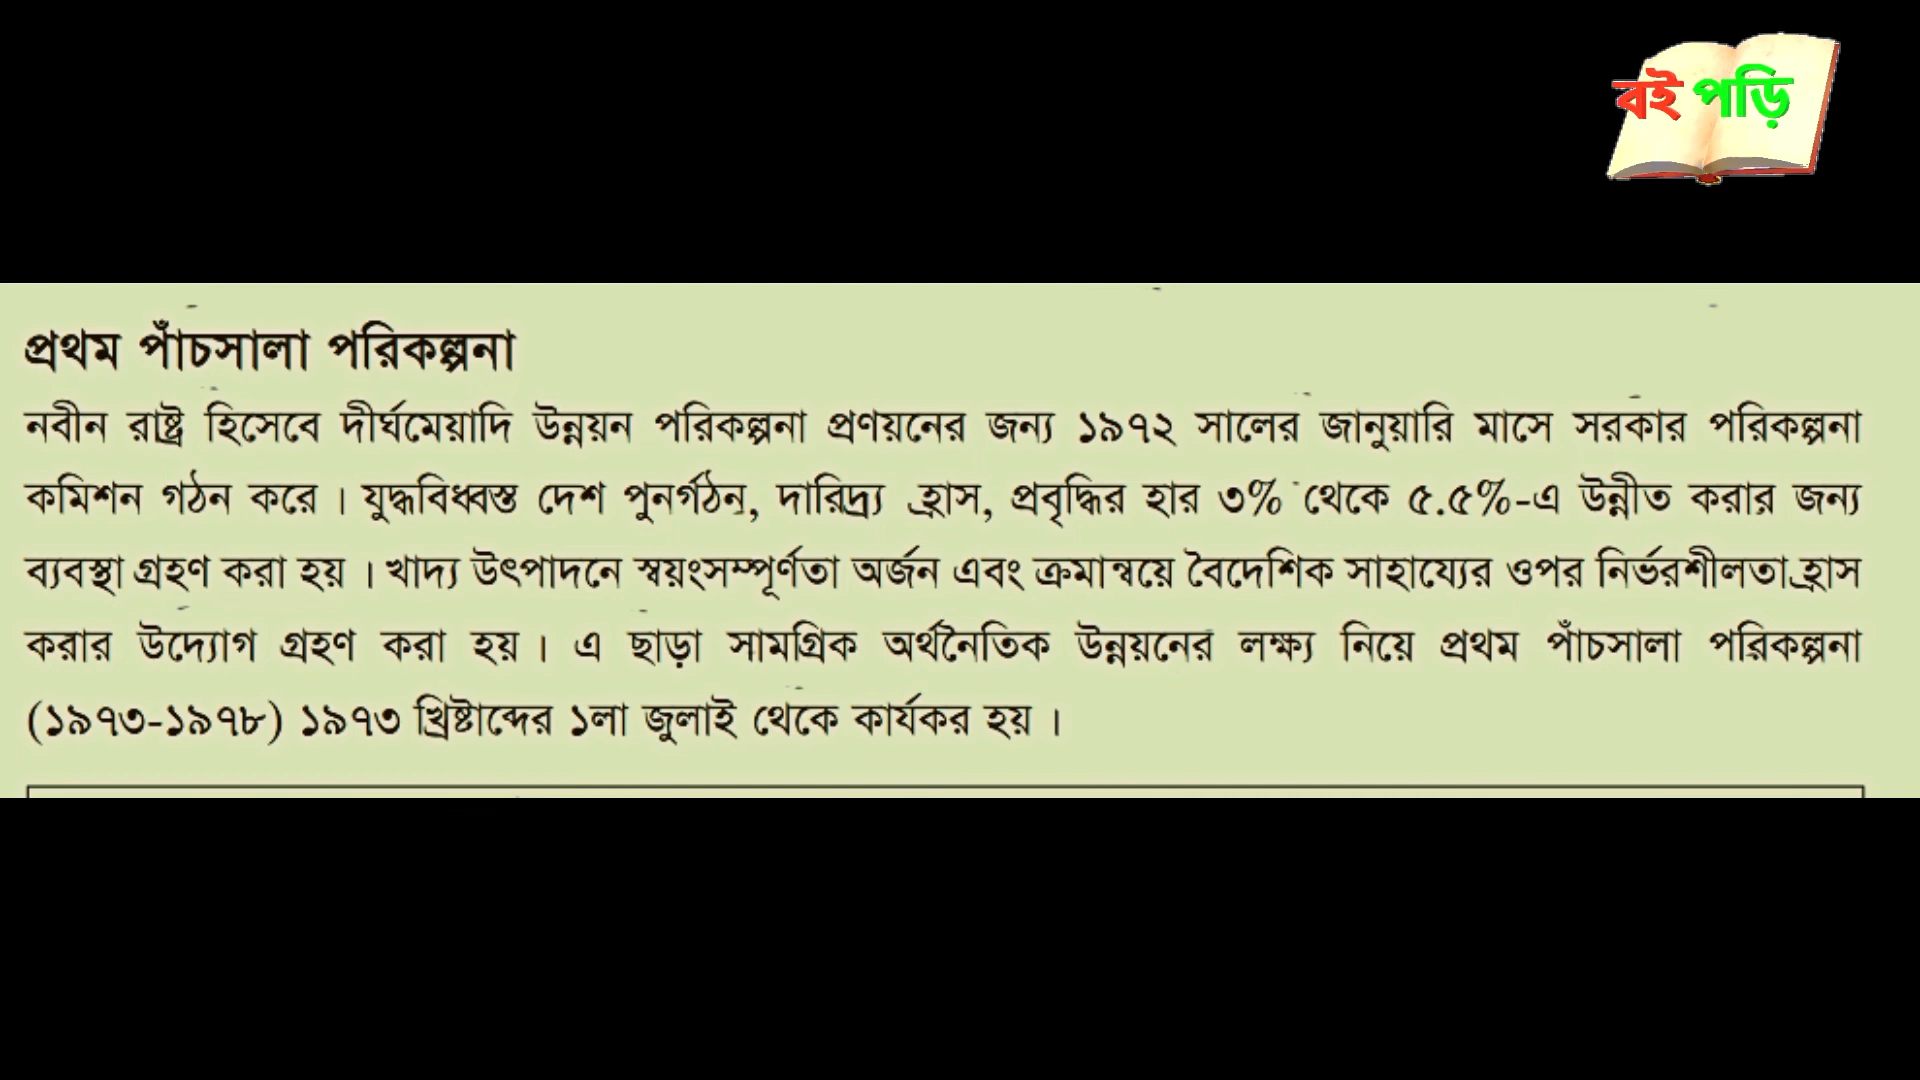 বই পড়ি
প্রথম পাঁচসালা পরিকল্পনা
নবীন রাষ্ট্র হিসেবে দীর্ঘমেয়াদি উন্নয়ন পরিকল্পনা প্রণয়নের জন্য ১৯৭২ সালের জানুয়ারি মাসে সরকার পরিকল্পনা
কমিশন গঠন করে । যুদ্ধবিধ্বস্ত দেশ পুনর্গঠন, দারিদ্র্য হ্রাস, প্রবৃদ্ধির হার ৩% থেকে ৫.৫%-এ উন্নীত করার জন্য
ব্যবস্থা গ্রহণ করা হয় । খাদ্য উৎপাদনে স্বয়ংসম্পূর্ণতা অর্জন এবং ক্রমান্বয়ে বৈদেশিক সাহায্যের ওপর নির্ভরশীলতা হ্রাস
করার উদ্যোগ গ্রহণ করা হয় । এ ছাড়া সামগ্রিক অর্থনৈতিক উন্নয়নের লক্ষ্য নিয়ে প্রথম পাঁচসালা পরিকল্পনা
(১৯৭৩-১৯৭৮) ১৯৭৩ খ্রিষ্টাব্দের ১লা জুলাই থেকে কার্যকর হয় ।